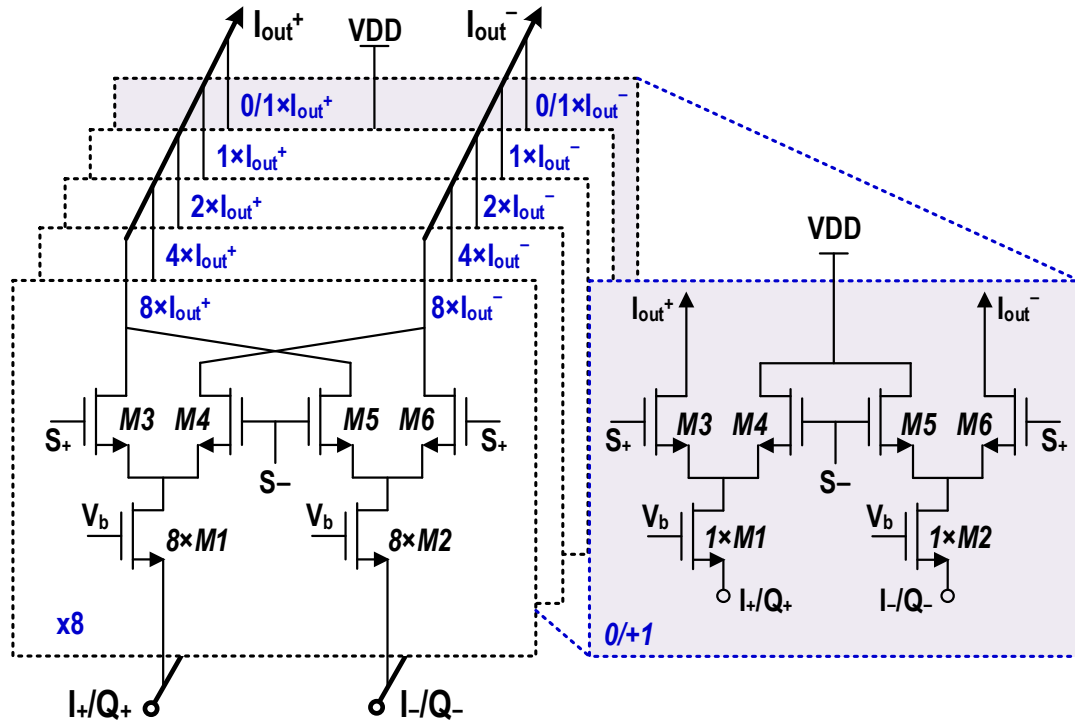 Iout+
VDD
Iout−
0/1×Iout+
0/1×Iout−
1×Iout+
1×Iout−
2×Iout+
2×Iout−
4×Iout+
4×Iout−
8×Iout+
8×Iout−
VDD
Iout+
Iout−
M3
M4
M5
M6
S+
S−
S+
Vb
8×M1
Vb
8×M2
x8
I+/Q+
I−/Q−
M3
M4
M5
M6
S+
S−
S+
Vb
1×M1
Vb
1×M2
I+/Q+
I−/Q−
0/+1